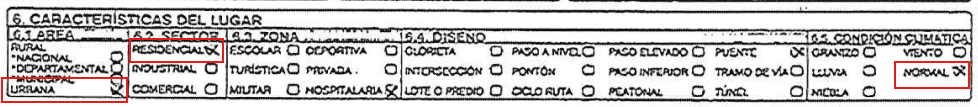 6. CARACTERÍSTICAS DEL LUGAR
6.1 AREA 6.2. SECTOR 6.3. ZONA 6.4. DISEÑO 6.5. CONDICIÓN CLIMATICA
RURAL RESIDENCIAL X ESCOLAR DEPORTIVA GLORIETA PASO A NIVEL PASO ELEVADO PUENTE X GRANIZO VIENTO
*NACIONAL
*DEPARTAMENTAL INDUSTRIAL TURÍSTICA PRIVADA INTERSECCIÓN PONTÓN PASO INFERIOR TRAMO DE VÍA LLUVIA NORMAL X
*MUNICIPAL
URBANA X COMERCIAL MILITAR HOSPITALARIA X LOTE O PREDIO CICLO RUTA PEATONAL TÚNEL NIEBLA